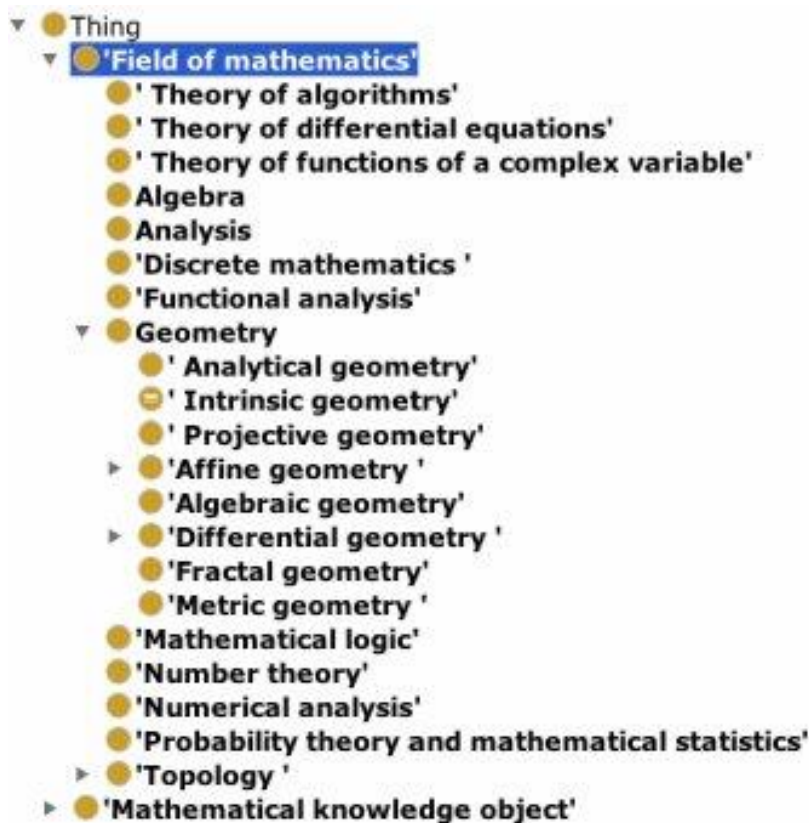 Thing
'Field of mathematics'
' Theory of algorithms'
' Theory of differential equations'
' Theory of functions of a complex variable'
Algebra
Analysis
'Discrete mathematics '
'Functional analysis'
Geometry
' Analytical geometry'
' Intrinsic geometry'
' Projective geometry'
'Affine geometry '
'Algebraic geometry'
'Differential geometry '
'Fractal geometry'
'Metric geometry '
'Mathematical logic'
'Number theory'
'Numerical analysis'
'Probability theory and mathematical statistics'
'Topology '
'Mathematical knowledge object'